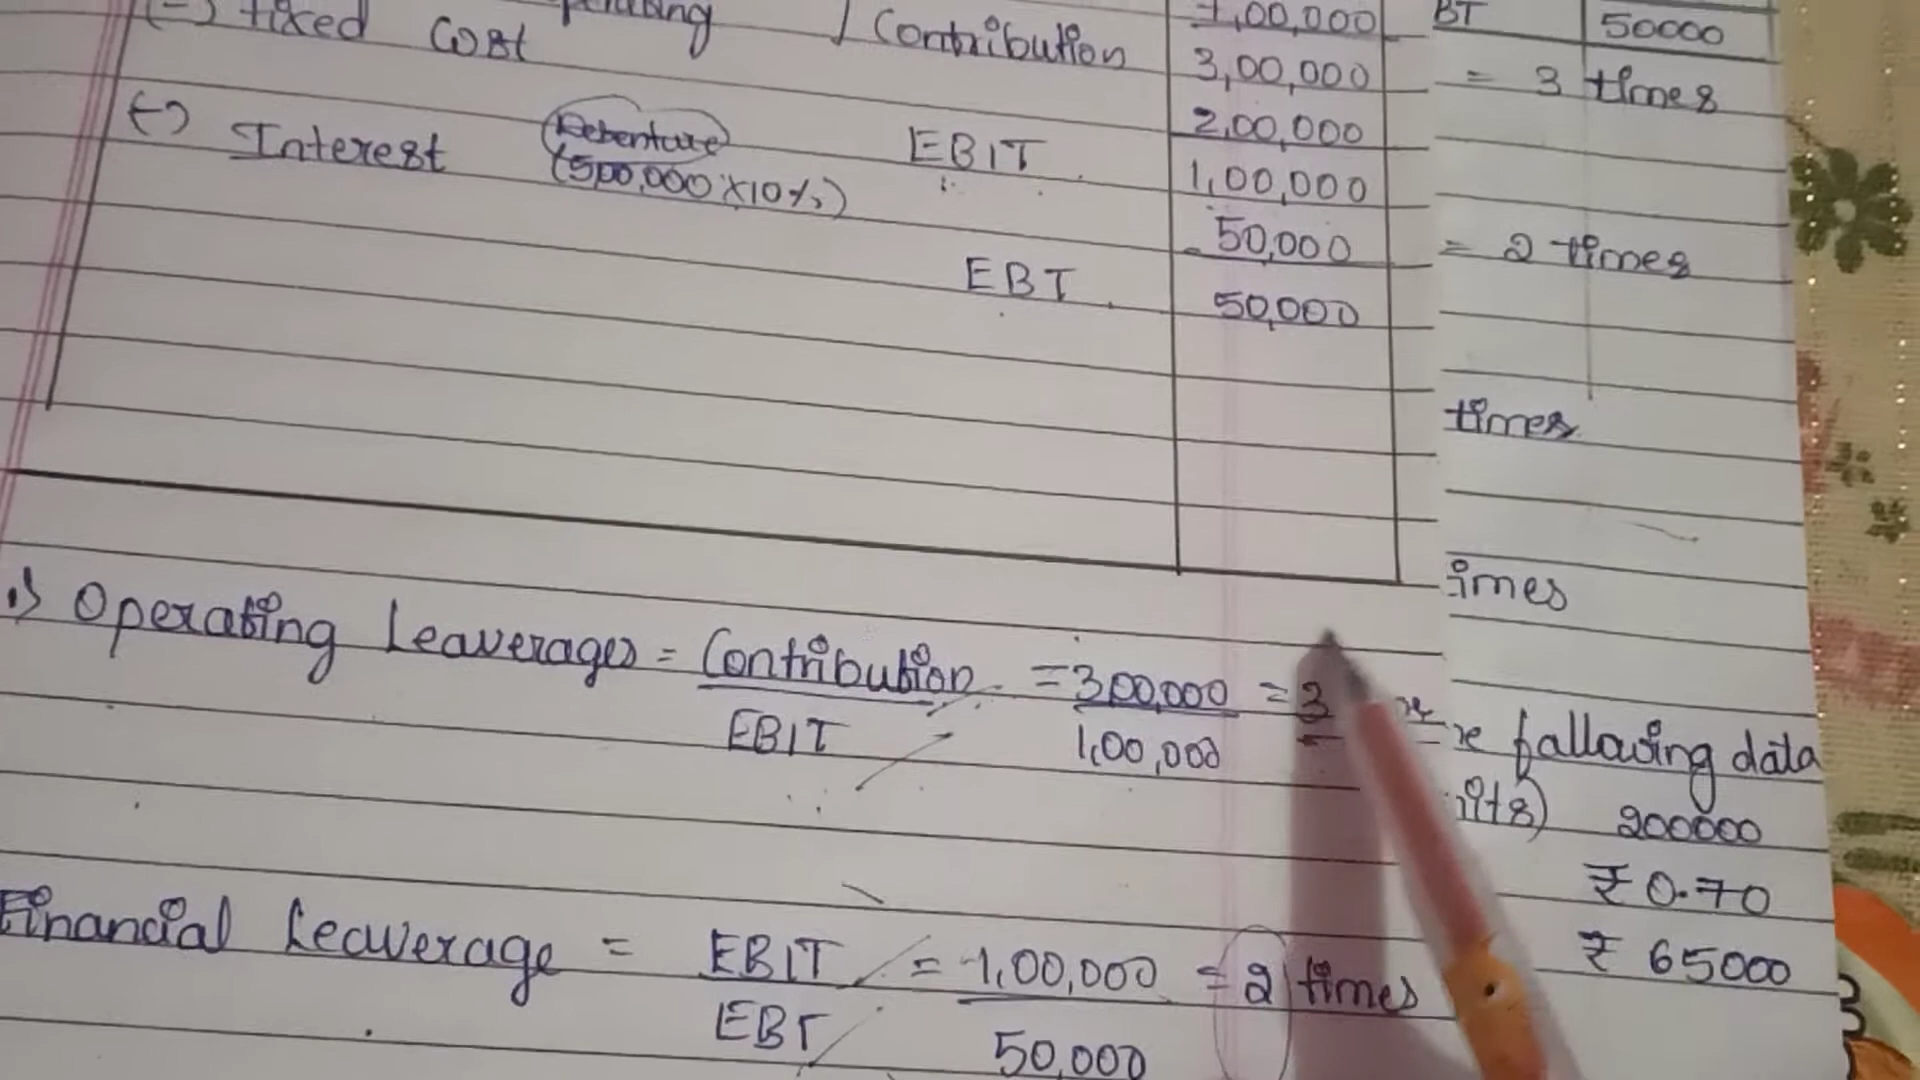 (-) fixed cost
Contribution 3,00,000
2,00,000
EBIT 1,00,000
(-) Interest Debenture 50,000
(500,000 X10%)
EBT 50,000
BT 50000
= 3 times
= 2 times
times
imes
1) Operating Leaverages = Contribution = 300,000 = 3
EBIT 1,00,000
Financial Leaverage = EBIT = 1,00,000 = 2 times
EBT 50,000
fallowing data
200000
₹ 0.70
₹ 65000